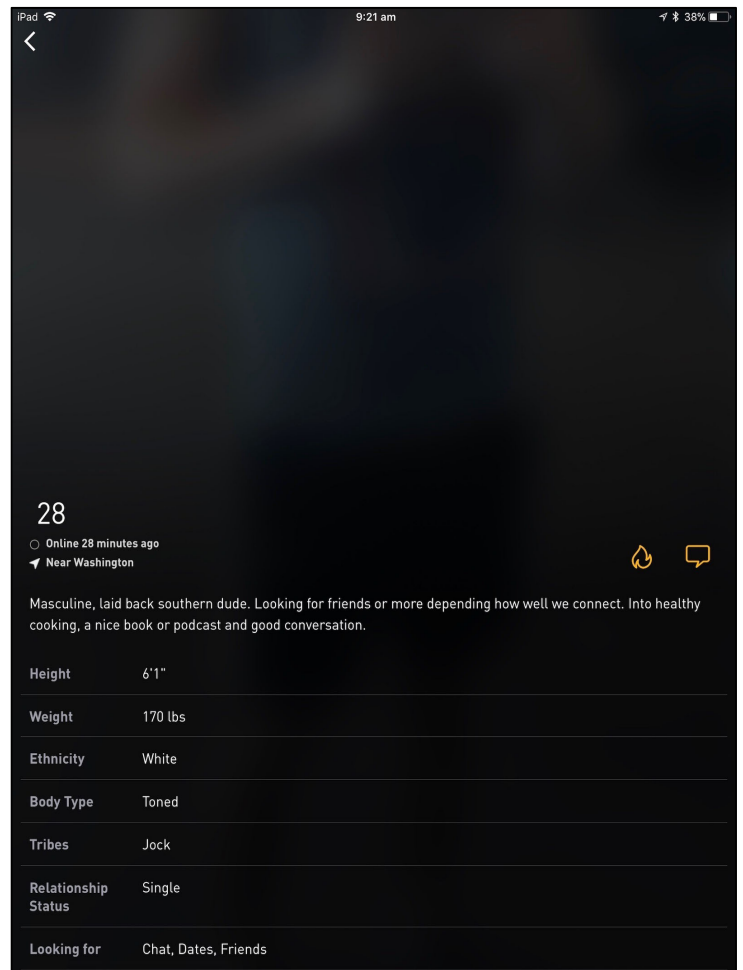 iPad 9:21 am 38%
28
Online 28 minutes ago
Near Washington
Masculine, laid back southern dude. Looking for friends or more depending how well we connect. Into healthy
cooking, a nice book or podcast and good conversation.
Height 6'1"
Weight 170 lbs
Ethnicity White
Body Type Toned
Tribes Jock
Relationship Single
Status
Looking for Chat, Dates, Friends